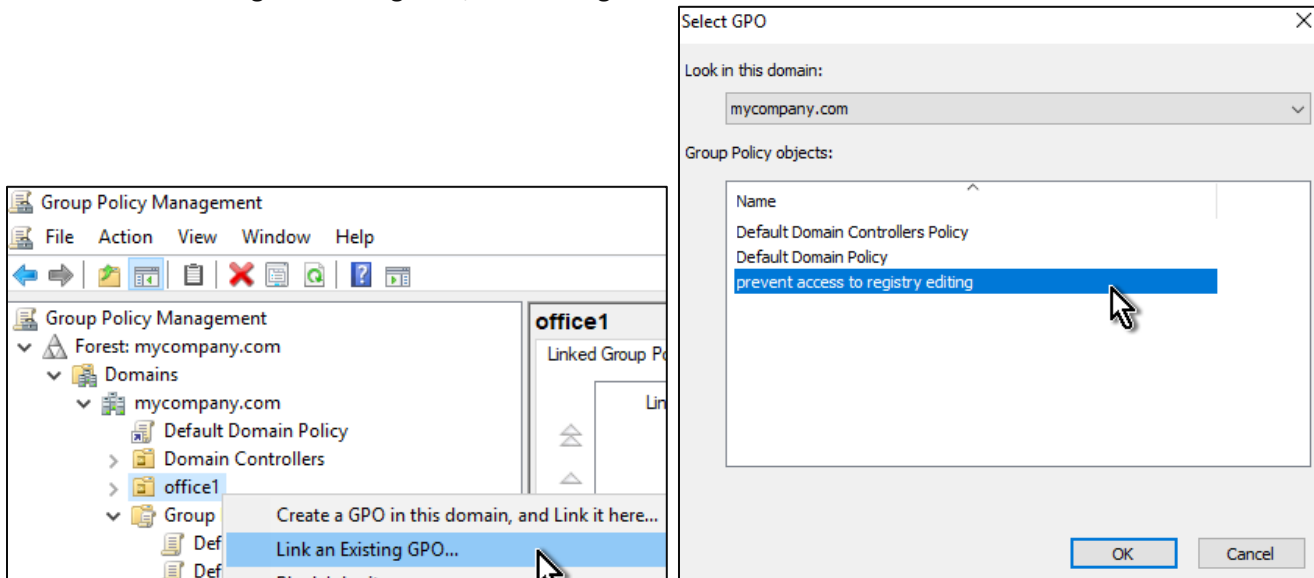 Select GPO
Look in this domain:
mycompany.com
Group Policy objects:
Name
Default Domain Controllers Policy
Default Domain Policy
prevent access to registry editing
OK Cancel
Group Policy Management
File Action View Window Help
Group Policy Management
Forest: mycompany.com
Domains
mycompany.com
Default Domain Policy
Domain Controllers
office1
Group
Def
Def
office1
Linked Group Po
Lin
Create a GPO in this domain, and Link it here...
Link an Existing GPO...